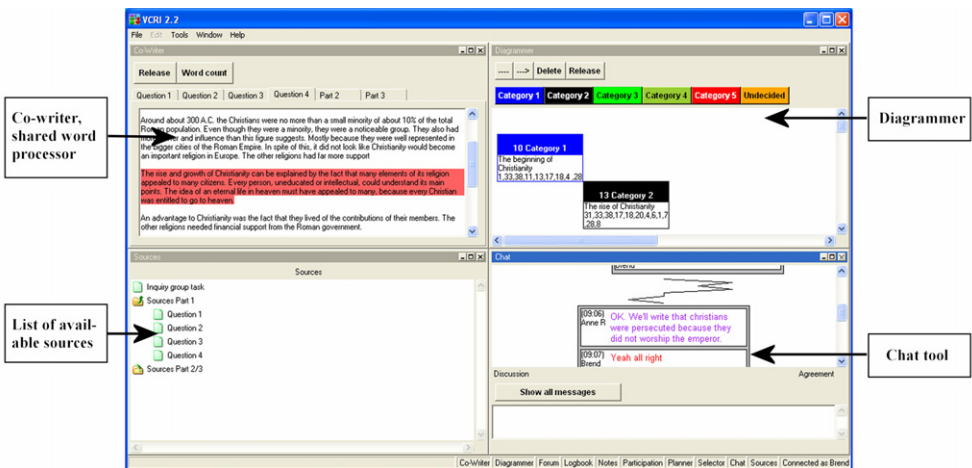 VCRI 2.2
File Edit Tools Window Help
Co-Writer
Release Word count
Question 1 Question 2 Question 3 Question 4 Part 2 Part 3
Around about 300 A.C. the Christians were no more than a small minority of about 10% of the total
Roman population. Even though they were a minority, they were a noticeable group. They also had
more power and influence than this figure suggests. Mostly because they were well represented in
the bigger cities of the Roman Empire. In spite of this, it did not look like Christianity would become
an important religion in Europe. The other religions had far more support
The rise and growth of Christianity can be explained by the fact that many elements of its religion
appealed to many citizens. Every person, uneducated or intellectual, could understand its main
points. The idea of an eternal life in heaven must have appealed to many, because every Christian
was entitled to go to heaven.
An advantage to Christianity was the fact that they lived of the contributions of their members. The
other religions needed financial support from the Roman government.
Diagrammer
---- ---> Delete Release
Category 1 Category 2 Category 3 Category 4 Category 5 Undecided
10 Category 1
The beginning of
Christianity
1,33,38,11,13,17,18,4 ,28
13 Category 2
The rise of Christianity
31,33,38,17,18,20,4,6,1,7
,28,8
Sources
Sources
Inquiry group task
Sources Part 1
Question 1
Question 2
Question 3
Question 4
Sources Part 2/3
Chat
Brend
[09:06]
Anne R
OK. We'll write that christians
were persecuted because they
did not worship the emperor.
[09:07]
Brend
Yeah all right
Discussion Agreement
Show all messages
Co-Writer Diagrammer Forum Logbook Notes Participation Planner Selector Chat Sources Connected as Brend
Co-writer,
shared word
processor
List of avail-
able sources
Diagrammer
Chat tool